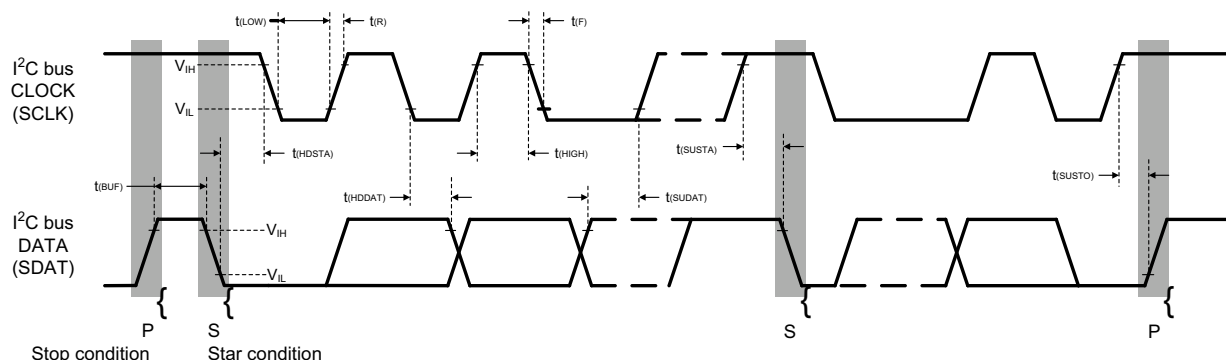 t(LOW)
t(R)
t(F)
I²C bus
CLOCK
(SCLK)
VIH
VIL
t(HDSTA)
t(HIGH)
t(SUSTA)
t(SUSTO)
t(BUF)
t(HDDAT)
t(SUDAT)
I²C bus
DATA
(SDAT)
VIH
VIL
{ { { {
P S S P
Stop condition Star condition